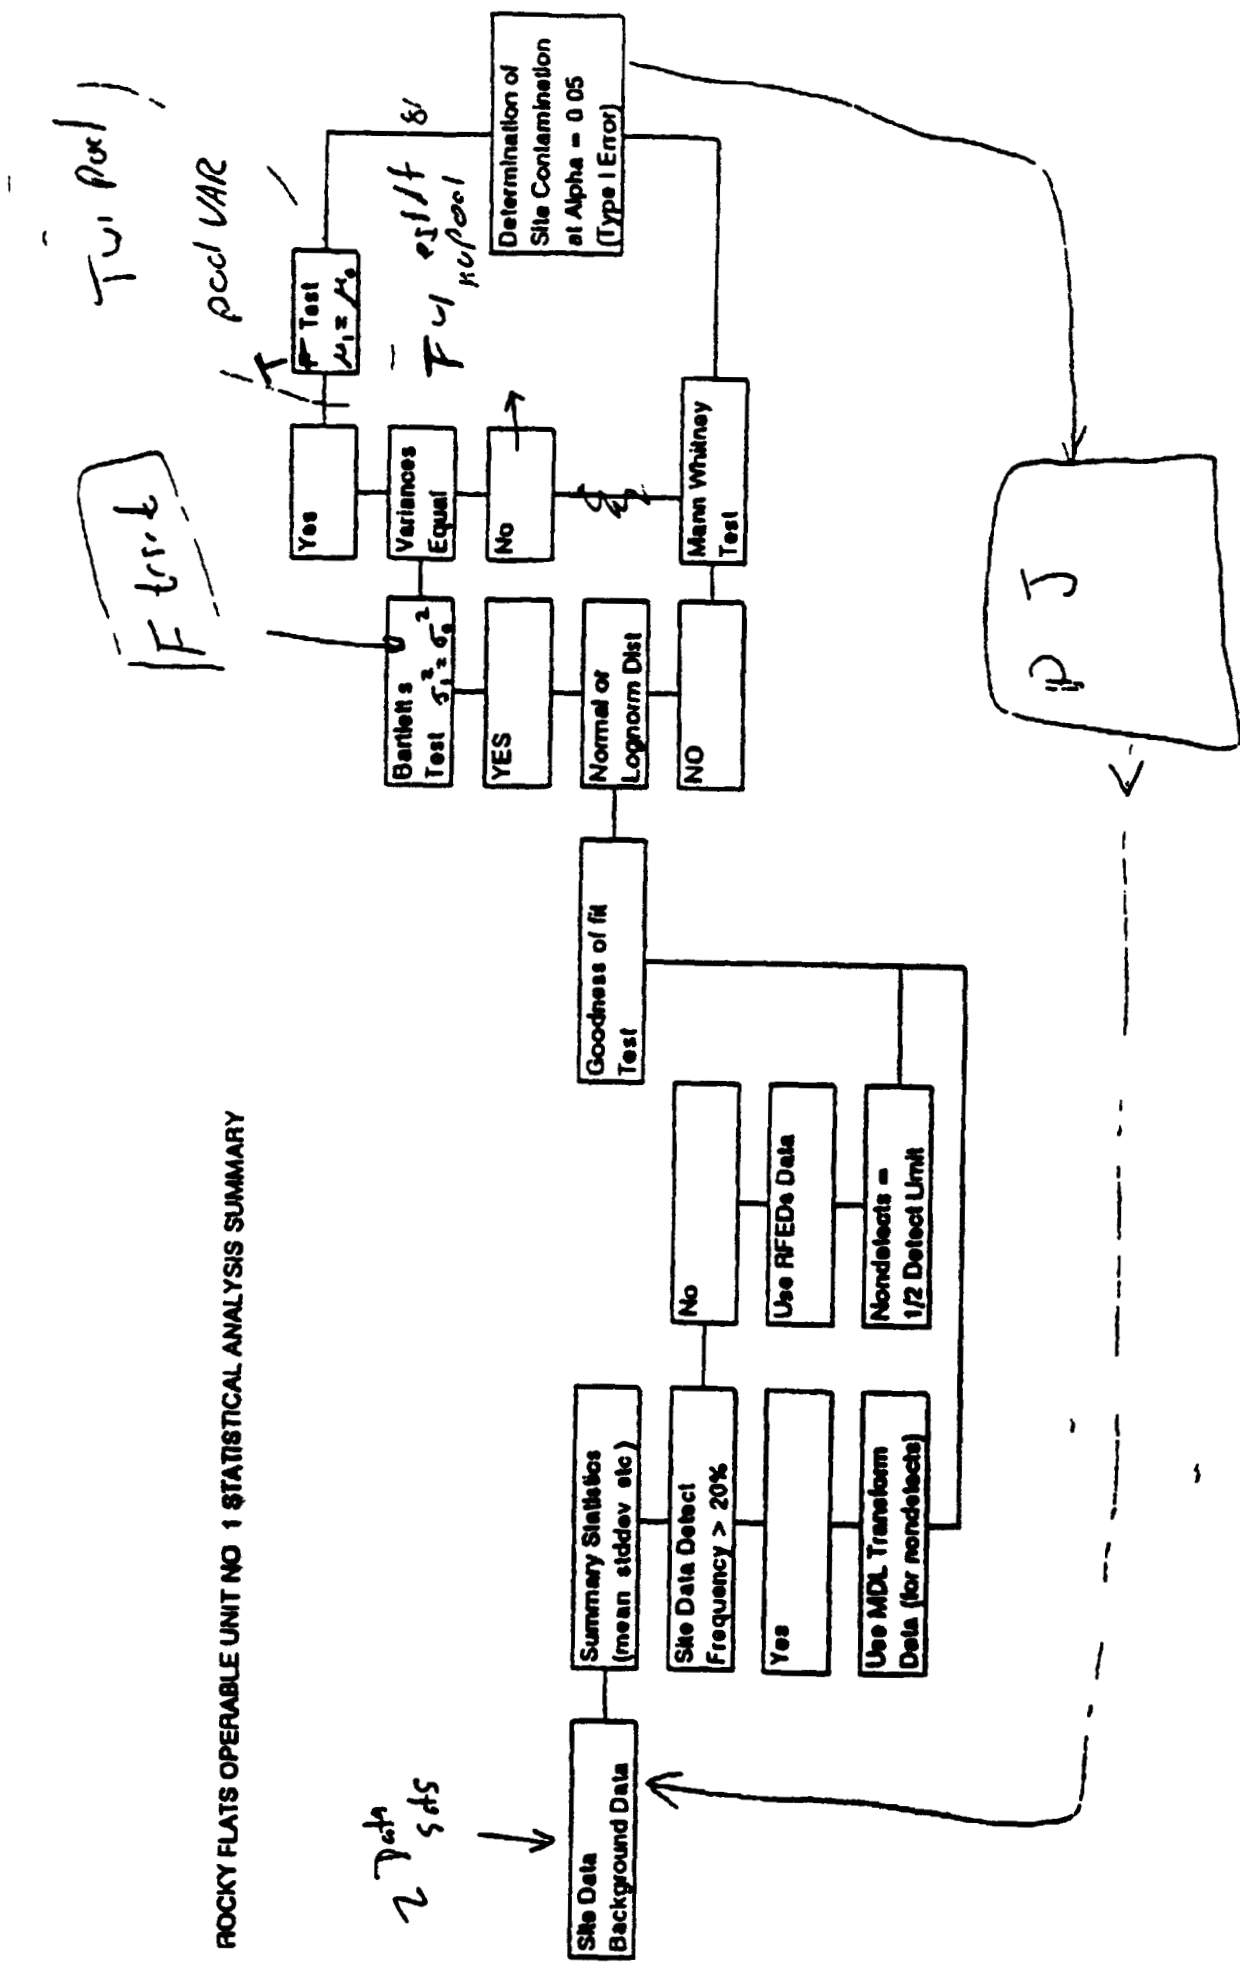 ROCKY FLATS OPERABLE UNIT NO 1 STATISTICAL ANALYSIS SUMMARY
2 Data
Sets
Site Data
Background Data
Summary Statistics
(mean stddev etc)
Site Data Detect
Frequency > 20%
Yes
Use MDL Transform
Data (for nondetects)
No
Use RFEDs Data
Nondetects =
1/2 Detect Limit
Goodness of fit
Test
F test
Bartletts
Test σ₁² = σ₀²
YES
Normal or
Lognorm Dist
NO
Yes
Variances
Equal
No
Mann Whitney
Test
T
Test
μ₁ = μ₀
VAR
Determination of
Site Contamination
at Alpha = 0 05
(Type I Error)
P J